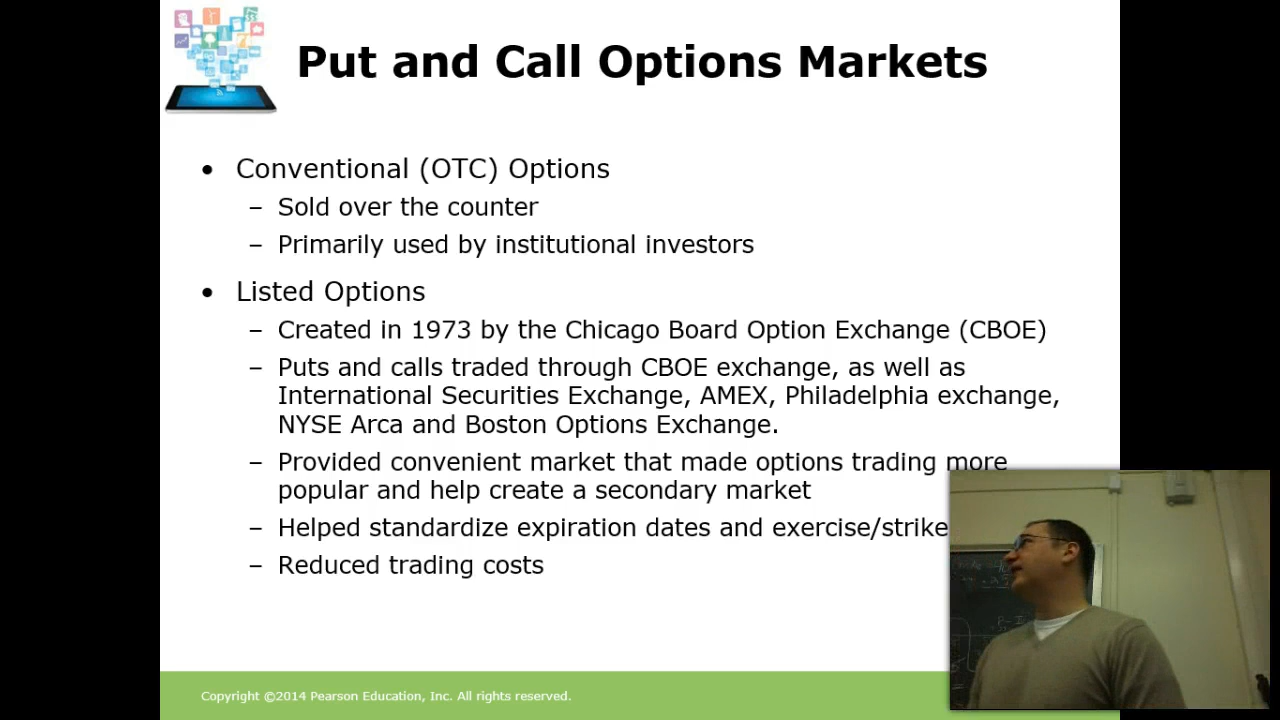 Put and Call Options Markets
• Conventional (OTC) Options
– Sold over the counter
– Primarily used by institutional investors
• Listed Options
– Created in 1973 by the Chicago Board Option Exchange (CBOE)
– Puts and calls traded through CBOE exchange, as well as
International Securities Exchange, AMEX, Philadelphia exchange,
NYSE Arca and Boston Options Exchange.
– Provided convenient market that made options trading more
popular and help create a secondary market
– Helped standardize expiration dates and exercise/strike
– Reduced trading costs
Copyright ©2014 Pearson Education, Inc. All rights reserved.